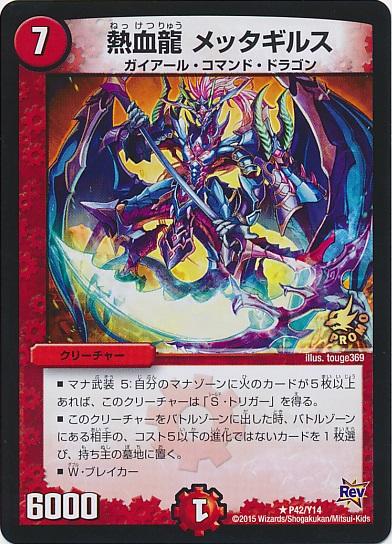 7
ねっけつりゅう
熱血龍 メッタギルス
ガイアール・コマンド・ドラゴン
PROMO
illus. touge369
クリーチャー
■ マナ武装 5:自分のマナゾーンに火のカードが5枚以上
あれば、このクリーチャーは「S・トリガー」を得る。
■ このクリーチャーをバトルゾーンに出した時、バトルゾーン
にある相手の、コスト5以下の進化ではないカードを1枚選
び、持ち主の墓地に置く。
■ W・ブレイカー
Rev
6000
1
★P42/Y14
©2015 Wizards/Shogakukan/Mitsui-Kids